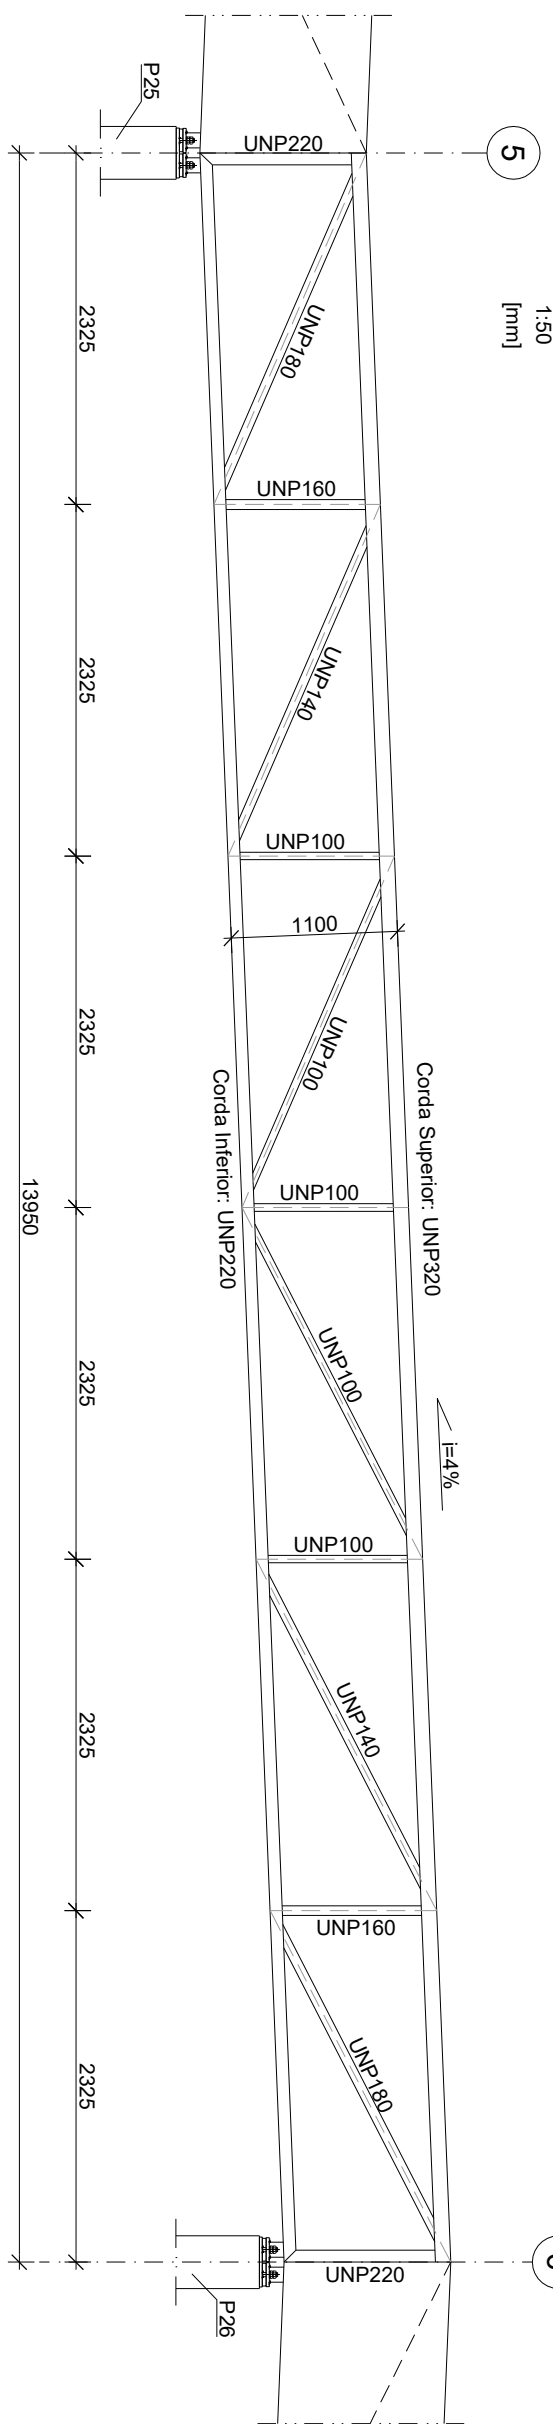 5
1:50
[mm]
P25
UNP220
UNP180
2325
UNP160
UNP140
2325
UNP100
1100
UNP100
2325
Corda Superior: UNP320
Corda Inferior: UNP220
UNP100
13950
UNP100
i=4%
2325
UNP100
UNP140
2325
UNP160
UNP180
2325
UNP220
P26